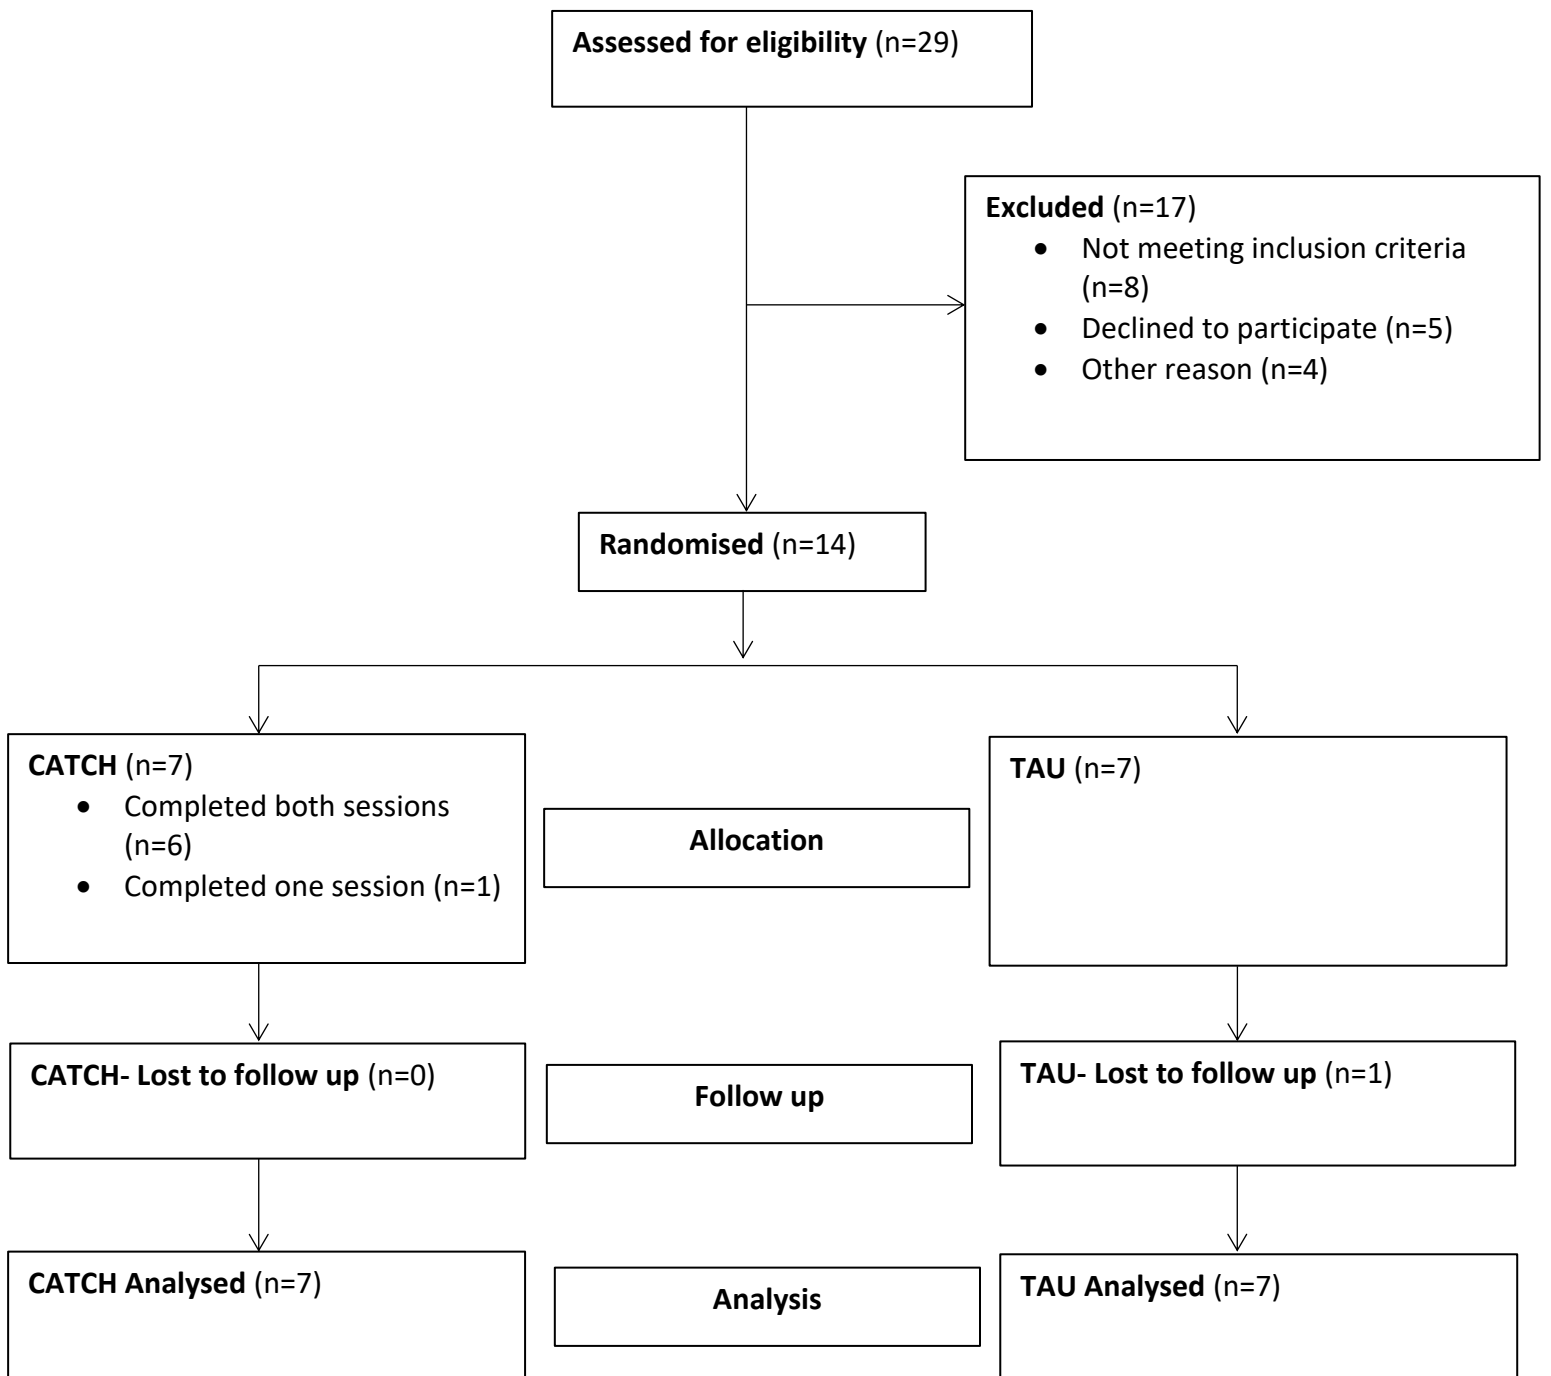 Assessed for eligibility (n=29)
Excluded (n=17)
• Not meeting inclusion criteria
(n=8)
• Declined to participate (n=5)
• Other reason (n=4)
Randomised (n=14)
CATCH (n=7)
• Completed both sessions
(n=6)
• Completed one session (n=1)
Allocation
TAU (n=7)
CATCH- Lost to follow up (n=0)
Follow up
TAU- Lost to follow up (n=1)
CATCH Analysed (n=7)
Analysis
TAU Analysed (n=7)